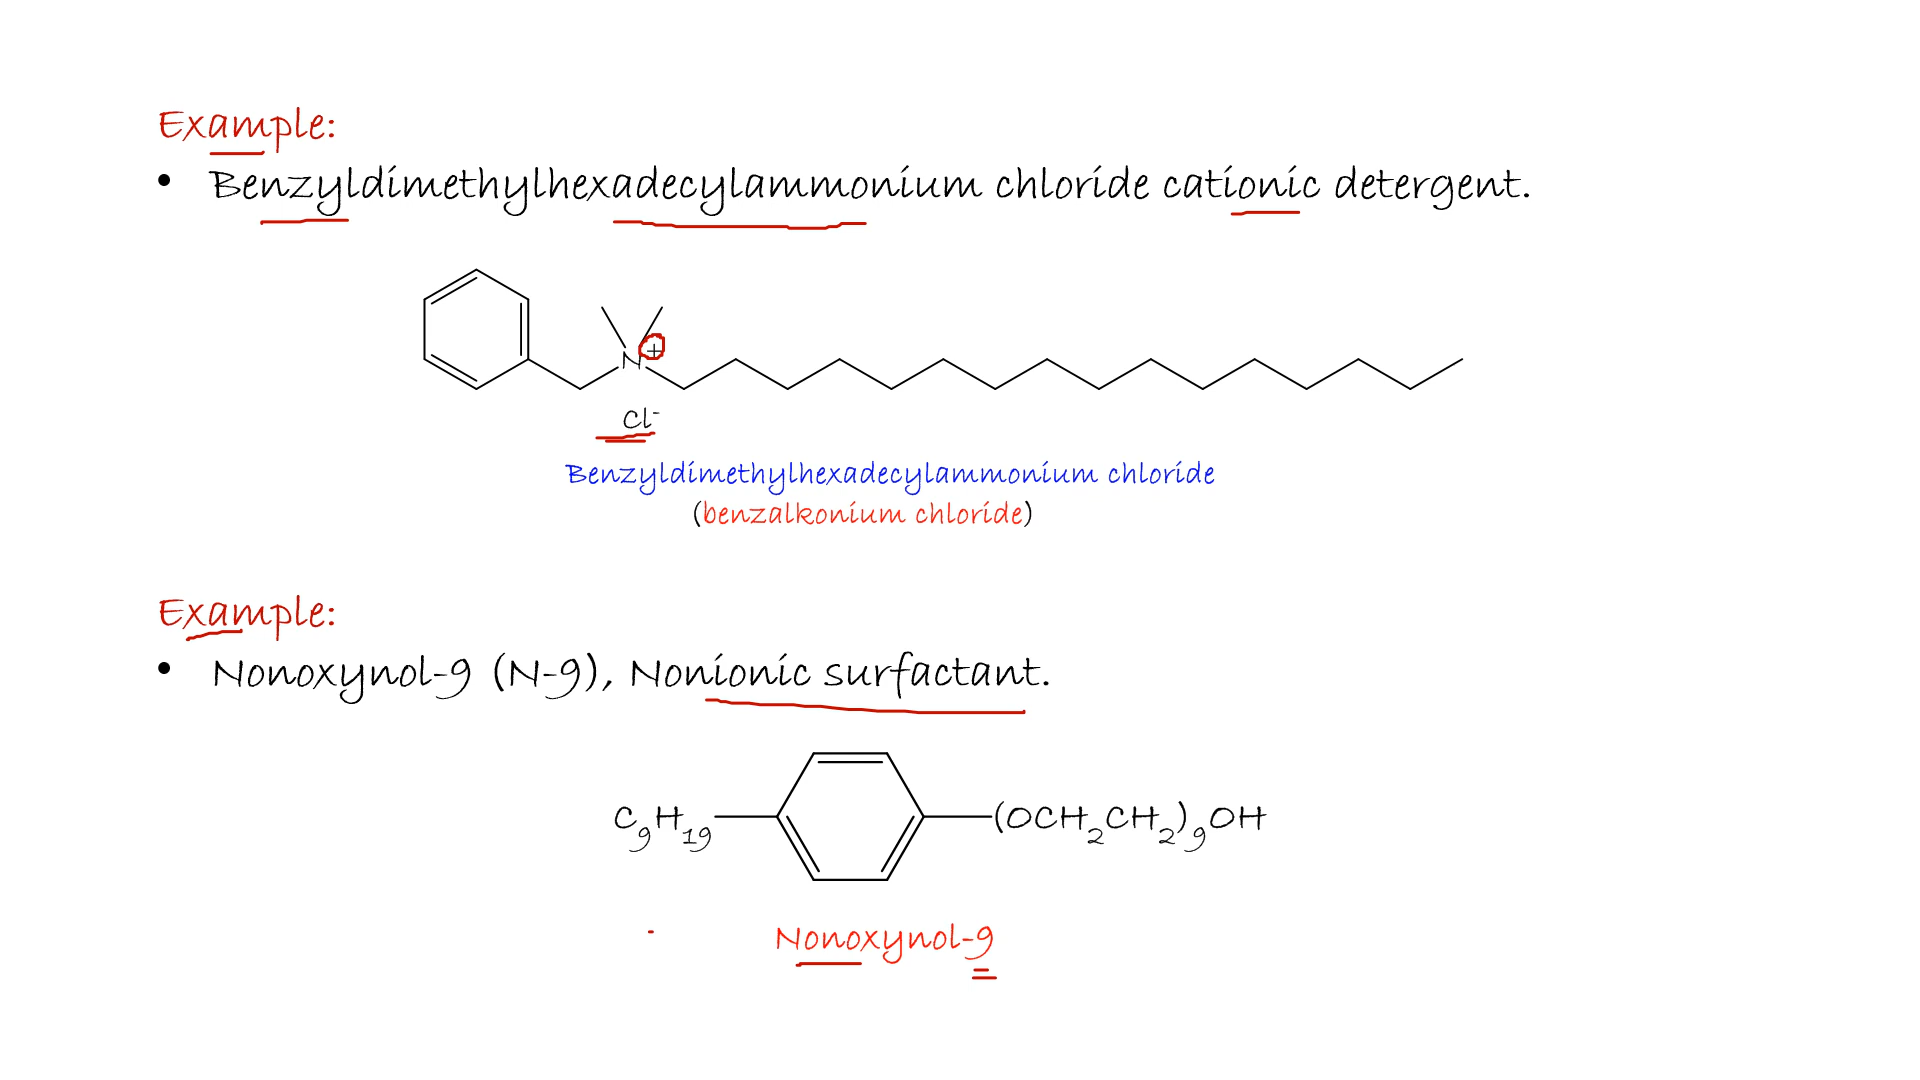 Example:
• Benzyldimethylhexadecylammonium chloride cationic detergent.
N+
Cl-
Benzyldimethylhexadecylammonium chloride
(benzalkonium chloride)
Example:
• Nonoxynol-9 (N-9), Nonionic surfactant.
C9H19 (OCH2CH2)9OH
Nonoxynol-9